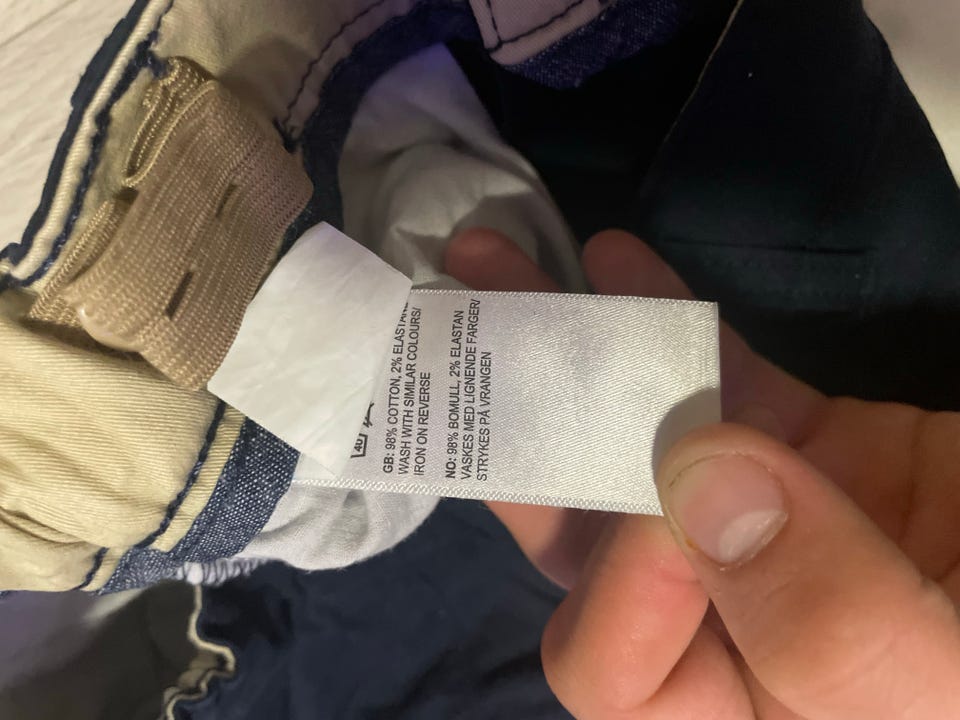 40
GB: 98% COTTON, 2% ELASTANE
WASH WITH SIMILAR COLOURS/
IRON ON REVERSE
NO: 98% BOMULL, 2% ELASTAN
VASKES MED LIGNENDE FARGER/
STRYKES PÅ VRANGEN